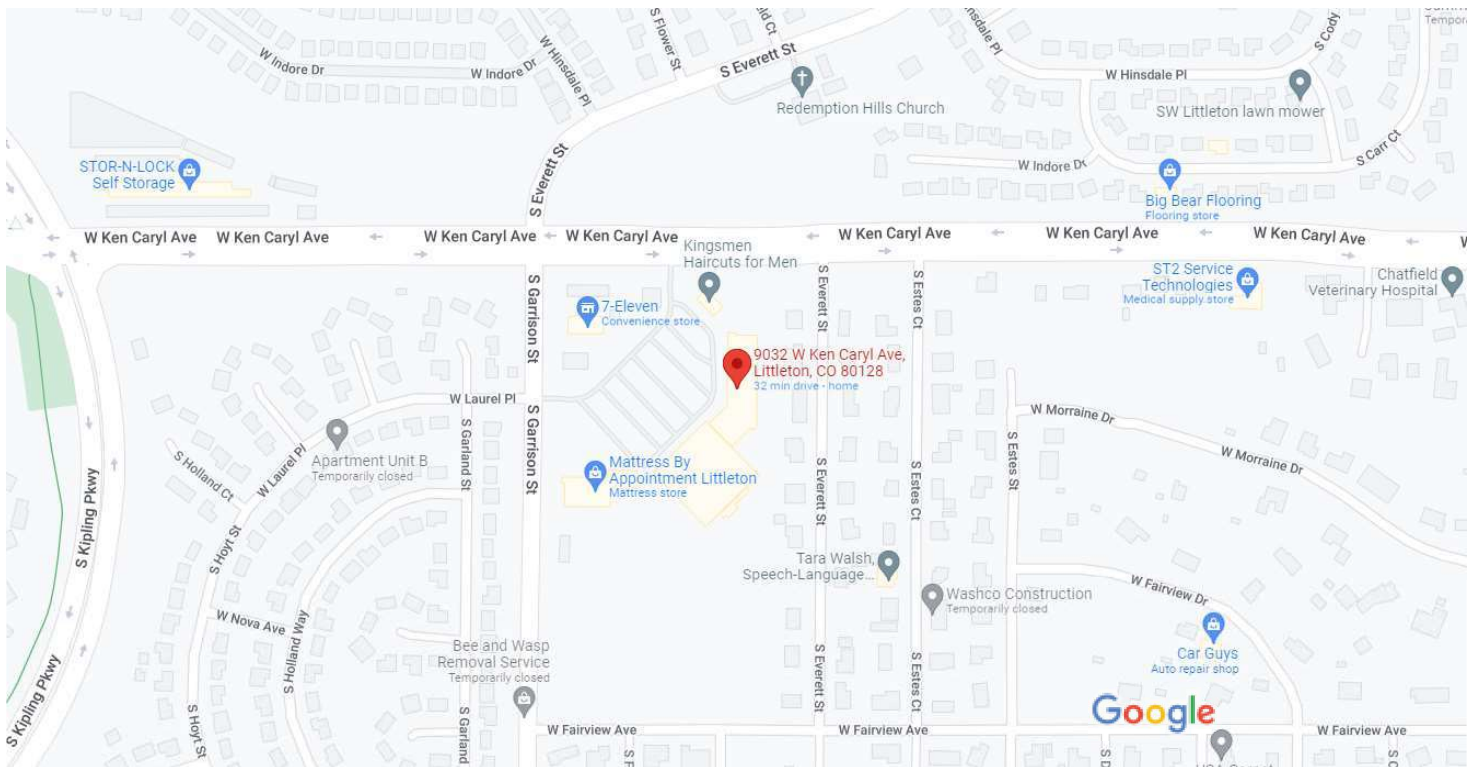 W Indore Dr
W Indore Dr
W Hinsdale Pl
S Flower St
ld Ct
S Everett St
Redemption Hills Church
nsdale Pl
W Hinsdale Pl
S Cody
Tempora
SW Littleton lawn mower
S Carr Ct
W Indore Dr
Big Bear Flooring
Flooring store
STOR-N-LOCK
Self Storage
S Everett St
W Ken Caryl Ave
W Ken Caryl Ave
W Ken Caryl Ave
W Ken Caryl Ave
W Ken Caryl Ave
W Ken Caryl Ave
W Ken Caryl Ave
W
Kingsmen
Haircuts for Men
7-Eleven
Convenience store
S Garrison St
S Everett St
S Estes Ct
ST2 Service
Technologies
Medical supply store
Chatfield
Veterinary Hospital
9032 W Ken Caryl Ave,
Littleton, CO 80128
32 min drive - home
W Laurel Pl
S Garland St
S Garrison St
W Laurel Pl
Apartment Unit B
Temporarily closed
S Holland Ct
Mattress By
Appointment Littleton
Mattress store
S Everett St
S Estes Ct
S Estes St
W Morraine Dr
W Morraine Dr
S Kipling Pkwy
S Hoyt St
W Nova Ave
S Holland Way
Tara Walsh,
Speech-Language...
Washco Construction
Temporarily closed
W Fairview Dr
Car Guys
Auto repair shop
Bee and Wasp
Removal Service
Temporarily closed
S Everett St
S Estes Ct
S Kipling Pkwy
S Hoyt St
S Garland
Google
W Fairview Ave
W Fairview Ave
W Fairview Ave